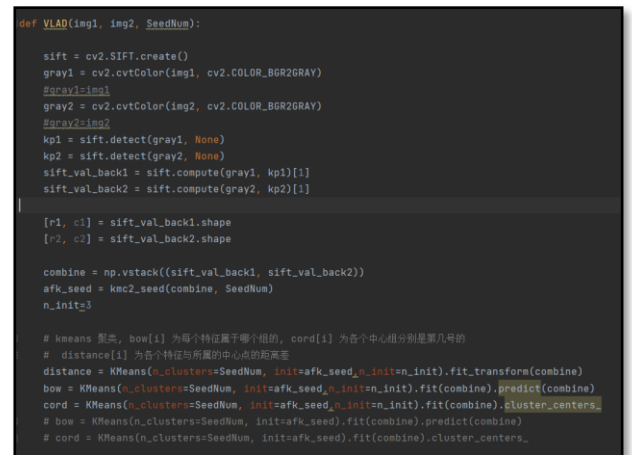 def VLAD(img1, img2, SeedNum):
sift = cv2.SIFT.create()
gray1 = cv2.cvtColor(img1, cv2.COLOR_BGR2GRAY)
#gray1=img1
gray2 = cv2.cvtColor(img2, cv2.COLOR_BGR2GRAY)
#gray2=img2
kp1 = sift.detect(gray1, None)
kp2 = sift.detect(gray2, None)
sift_val_back1 = sift.compute(gray1, kp1)[1]
sift_val_back2 = sift.compute(gray2, kp2)[1]
[r1, c1] = sift_val_back1.shape
[r2, c2] = sift_val_back2.shape
combine = np.vstack((sift_val_back1, sift_val_back2))
afk_seed = kmc2_seed(combine, SeedNum)
n_init=3
# kmeans 聚类, bow[i] 为每个特征属于哪个组的, cord[i] 为各个中心组分别是第几号的
# distance[i] 为各个特征与所属的中心点的距离差
distance = KMeans(n_clusters=SeedNum, init=afk_seed,n_init=n_init).fit_transform(combine)
bow = KMeans(n_clusters=SeedNum, init=afk_seed,n_init=n_init).fit(combine).predict(combine)
cord = KMeans(n_clusters=SeedNum, init=afk_seed,n_init=n_init).fit(combine).cluster_centers_
# bow = KMeans(n_clusters=SeedNum, init=afk_seed).fit(combine).predict(combine)
# cord = KMeans(n_clusters=SeedNum, init=afk_seed).fit(combine).cluster_centers_